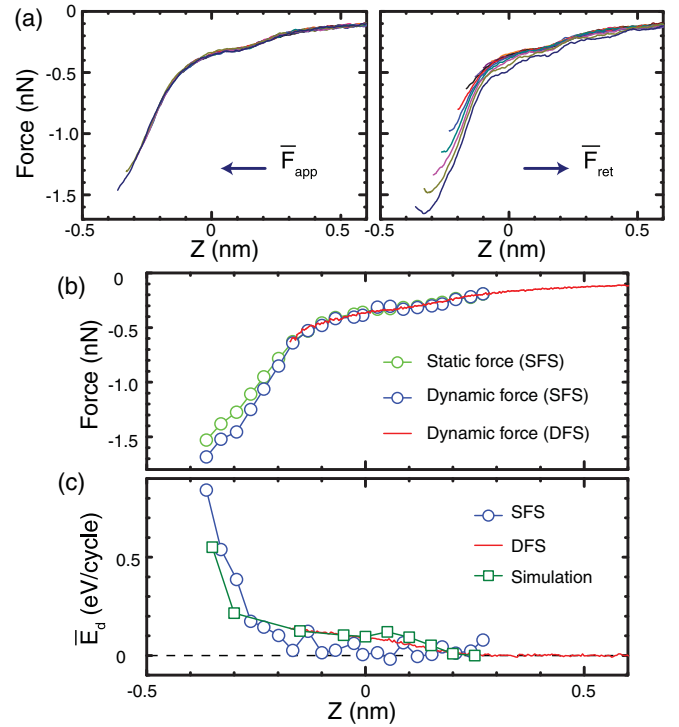 (a)
0
-0.5
-1.0
-1.5
Force (nN)
F̅app
F̅ret
-0.5 0 0.5 -0.5 0 0.5
Z (nm) Z (nm)
(b)
0
-0.5
-1.0
-1.5
Force (nN)
Static force (SFS)
Dynamic force (SFS)
Dynamic force (DFS)
(c)
0.5
0
E̅d (eV/cycle)
SFS
DFS
Simulation
-0.5 0 0.5
Z (nm)